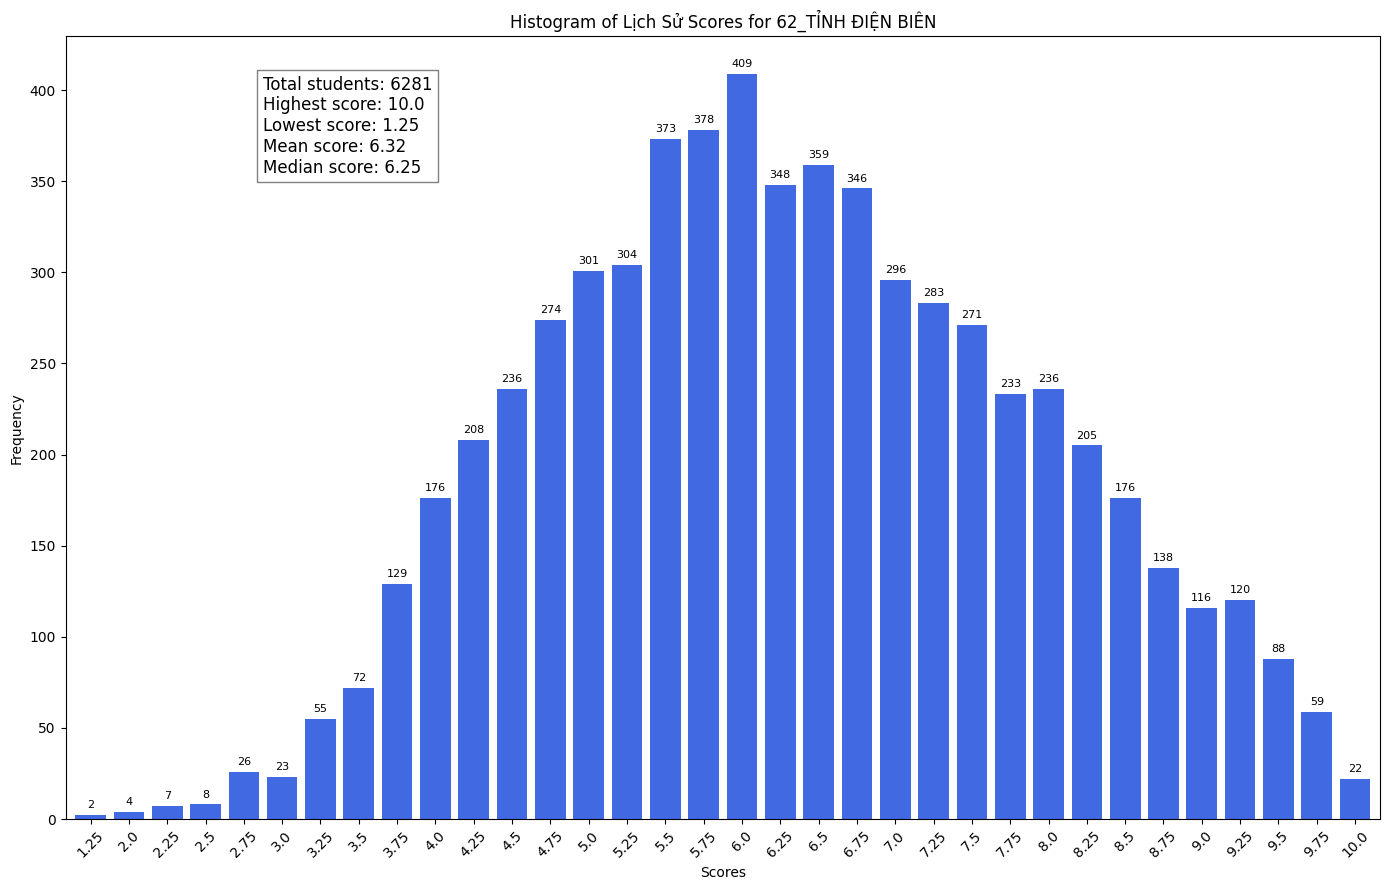 Histogram of Lịch Sử Scores for 62_TỈNH ĐIỆN BIÊN
Total students: 6281
Highest score: 10.0
Lowest score: 1.25
Mean score: 6.32
Median score: 6.25
Frequency
400
350
300
250
200
150
100
50
0
2 4 7 8 26 23 55 72 129 176 208 236 274 301 304 373 378 409 348 359 346 296 283 271 233 236 205 176 138 116 120 88 59 22
1.25 2.0 2.25 2.5 2.75 3.0 3.25 3.5 3.75 4.0 4.25 4.5 4.75 5.0 5.25 5.5 5.75 6.0 6.25 6.5 6.75 7.0 7.25 7.5 7.75 8.0 8.25 8.5 8.75 9.0 9.25 9.5 9.75 10.0
Scores